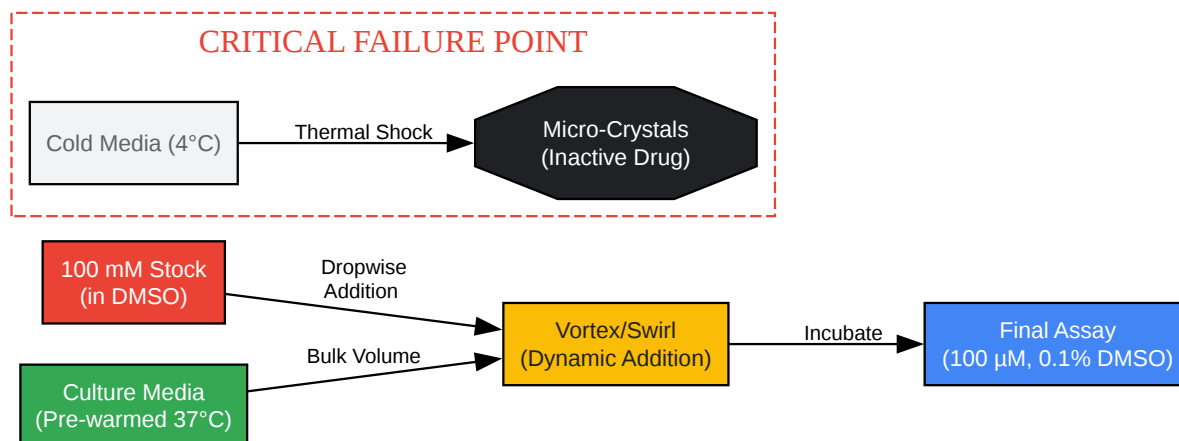 CRITICAL FAILURE POINT
Cold Media (4°C)
Thermal Shock
Micro-Crystals
(Inactive Drug)
100 mM Stock
(in DMSO)
Dropwise
Addition
Culture Media
(Pre-warmed 37°C)
Bulk Volume
Vortex/Swirl
(Dynamic Addition)
Incubate
Final Assay
(100 µM, 0.1% DMSO)